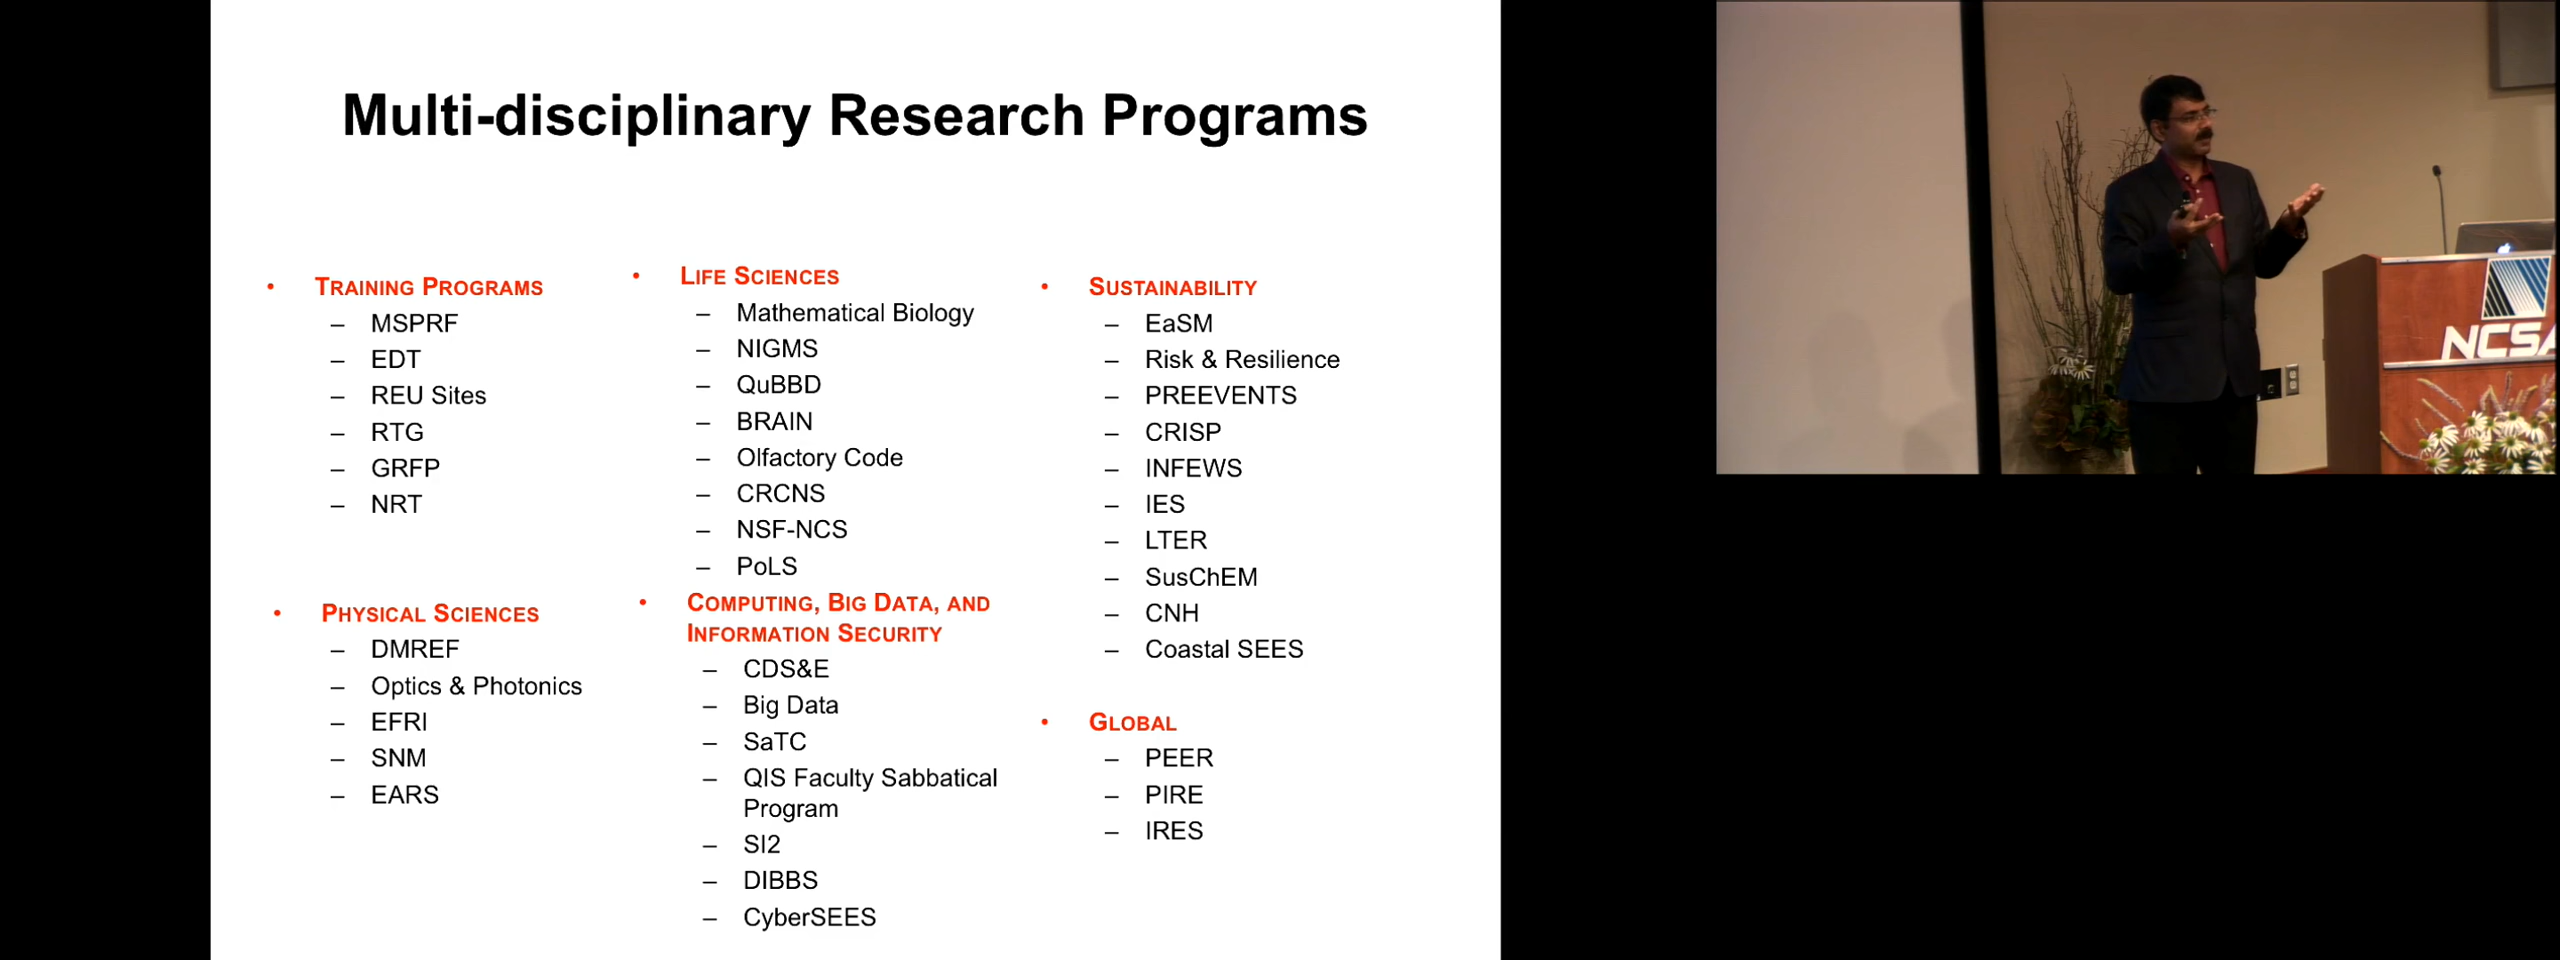 Multi-disciplinary Research Programs
• TRAINING PROGRAMS
– MSPRF
– EDT
– REU Sites
– RTG
– GRFP
– NRT
• PHYSICAL SCIENCES
– DMREF
– Optics & Photonics
– EFRI
– SNM
– EARS
• LIFE SCIENCES
– Mathematical Biology
– NIGMS
– QuBBD
– BRAIN
– Olfactory Code
– CRCNS
– NSF-NCS
– PoLS
• COMPUTING, BIG DATA, AND
INFORMATION SECURITY
– CDS&E
– Big Data
– SaTC
– QIS Faculty Sabbatical
Program
– SI2
– DIBBS
– CyberSEES
• SUSTAINABILITY
– EaSM
– Risk & Resilience
– PREEVENTS
– CRISP
– INFEWS
– IES
– LTER
– SusChEM
– CNH
– Coastal SEES
• GLOBAL
– PEER
– PIRE
– IRES
NCSA